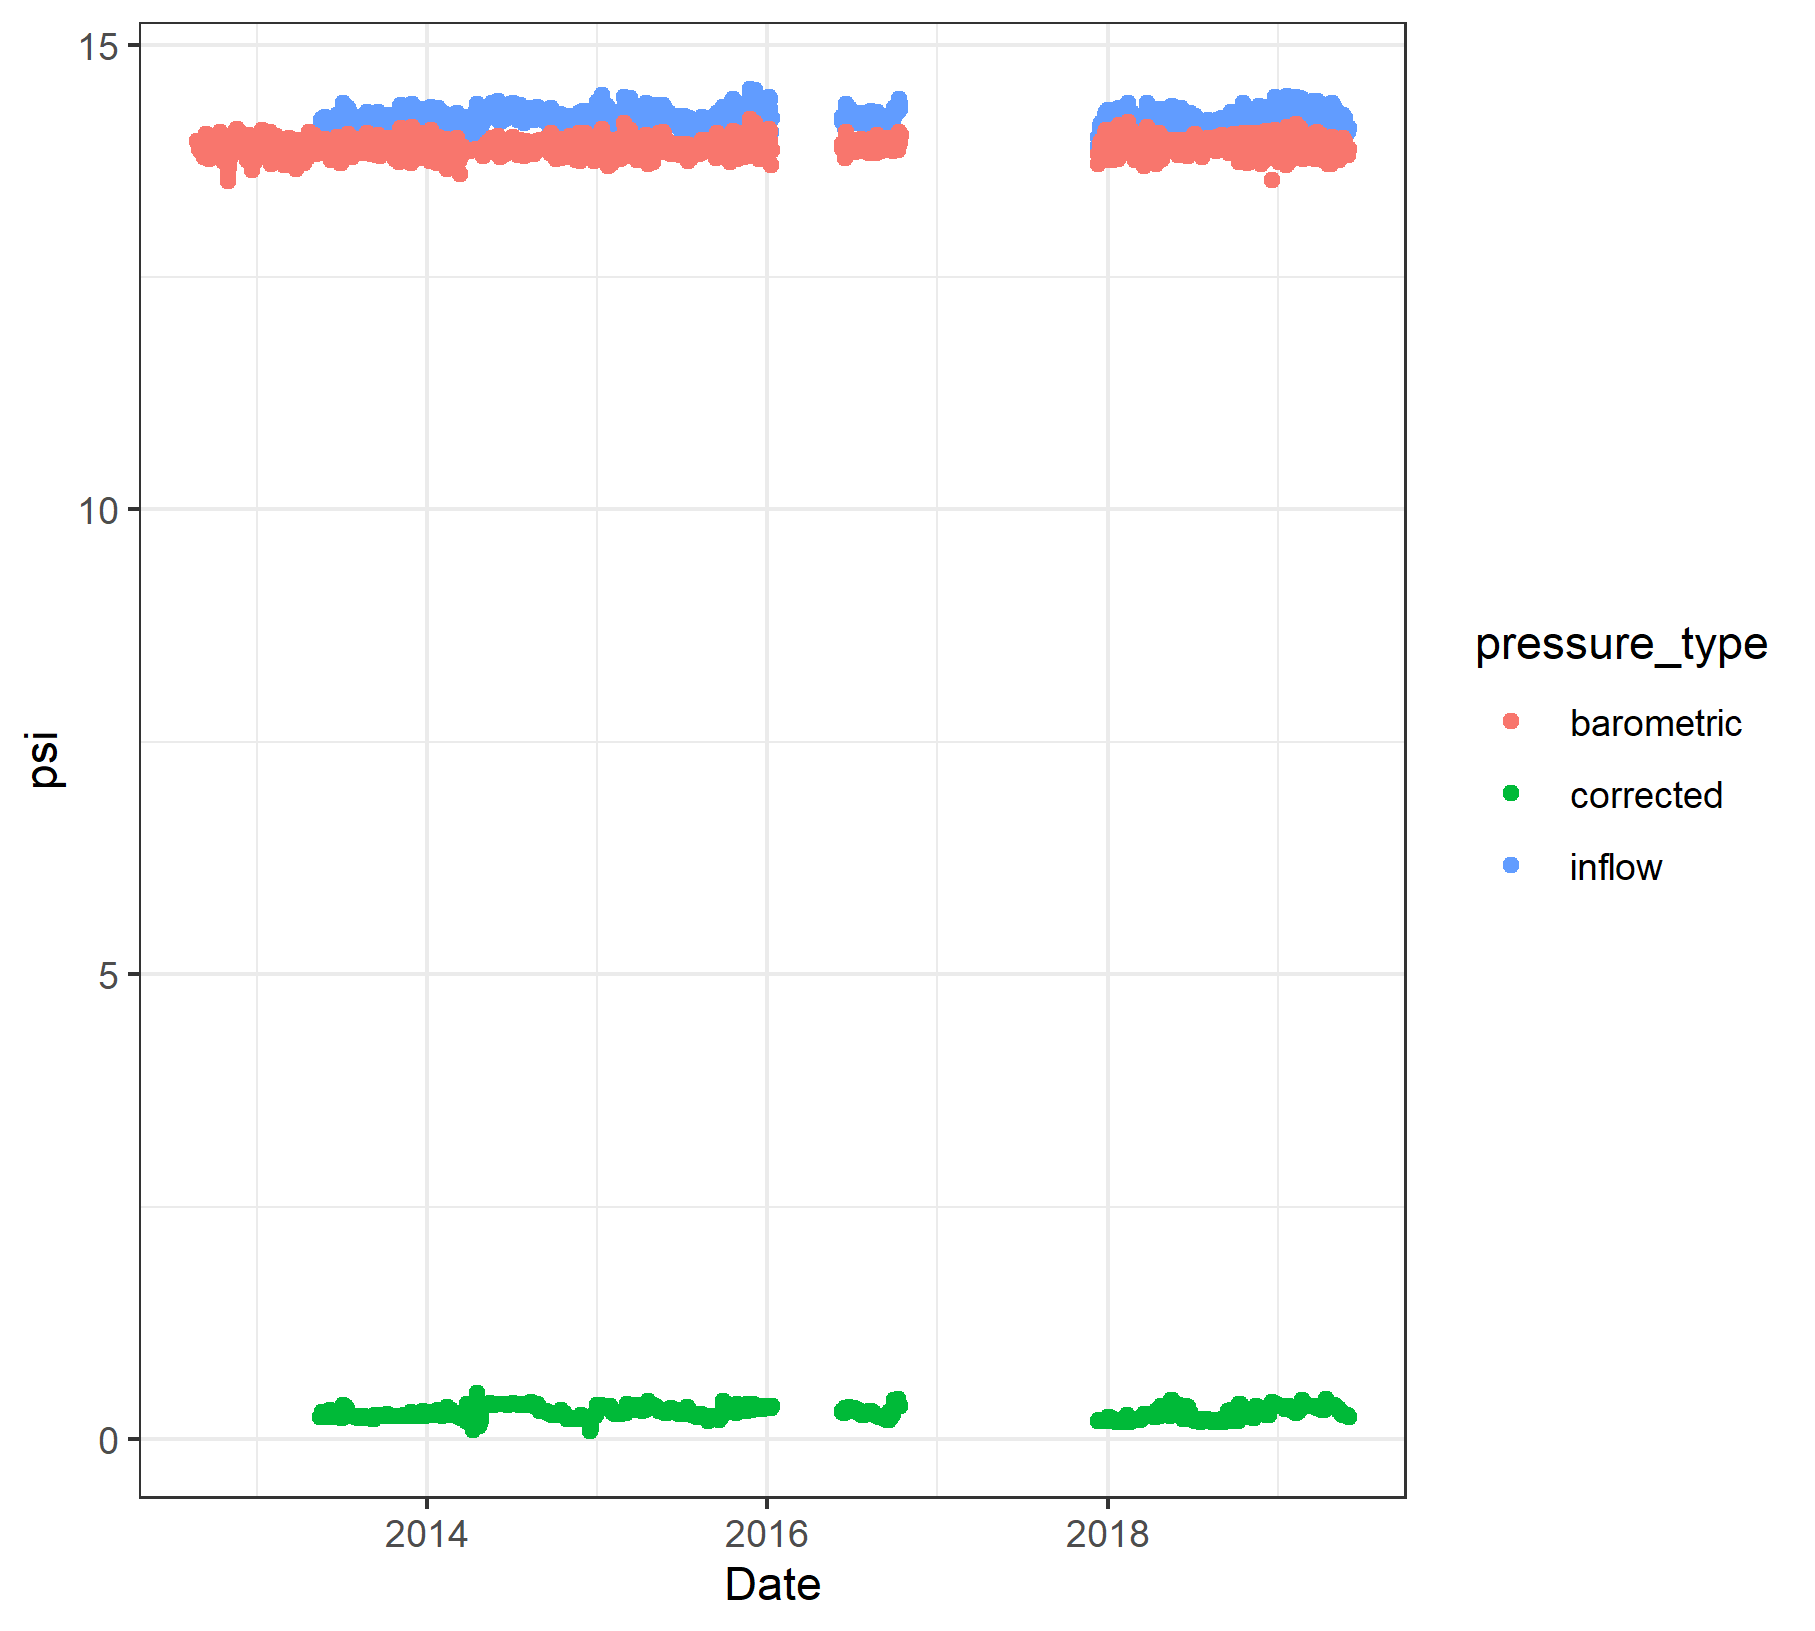 15
10
5
0
psi
2014
2016
2018
Date
pressure_type
barometric
corrected
inflow